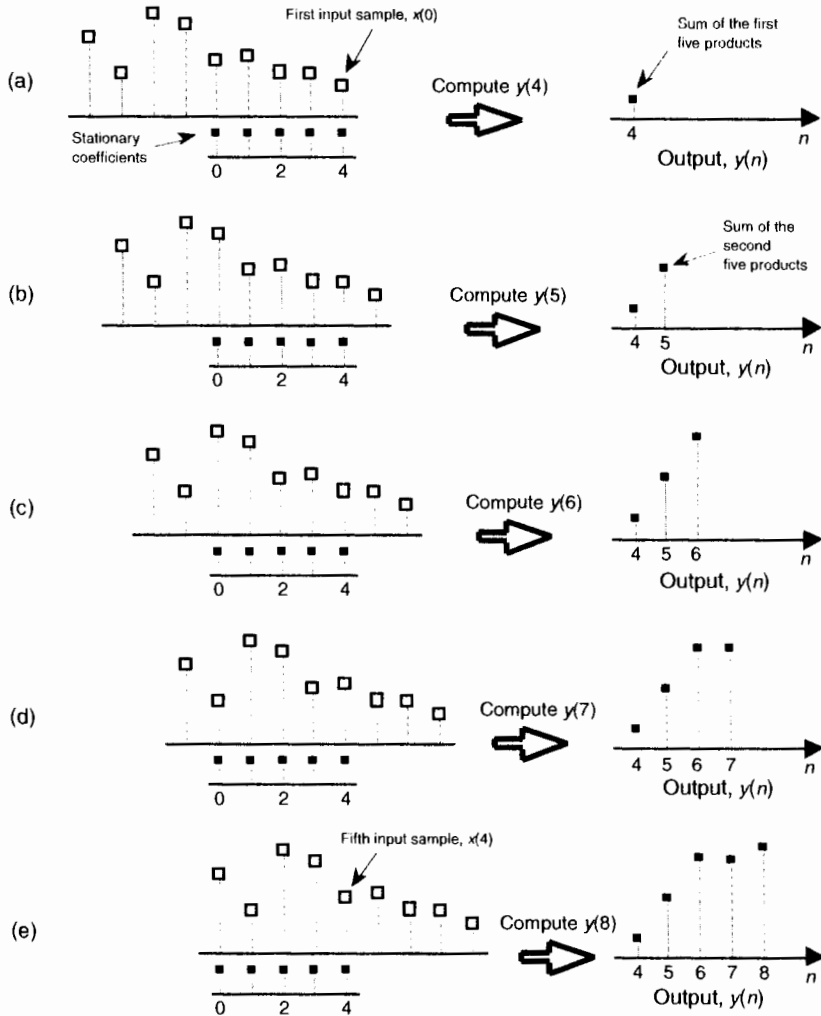 (a)
First input sample, x(0)
Stationary
coefficients
0 2 4
Compute y(4)
Sum of the first
five products
4
n
Output, y(n)
(b)
0 2 4
Compute y(5)
Sum of the
second
five products
4 5
n
Output, y(n)
(c)
0 2 4
Compute y(6)
4 5 6
n
Output, y(n)
(d)
0 2 4
Compute y(7)
4 5 6 7
n
Output, y(n)
(e)
Fifth input sample, x(4)
0 2 4
Compute y(8)
4 5 6 7 8
n
Output, y(n)